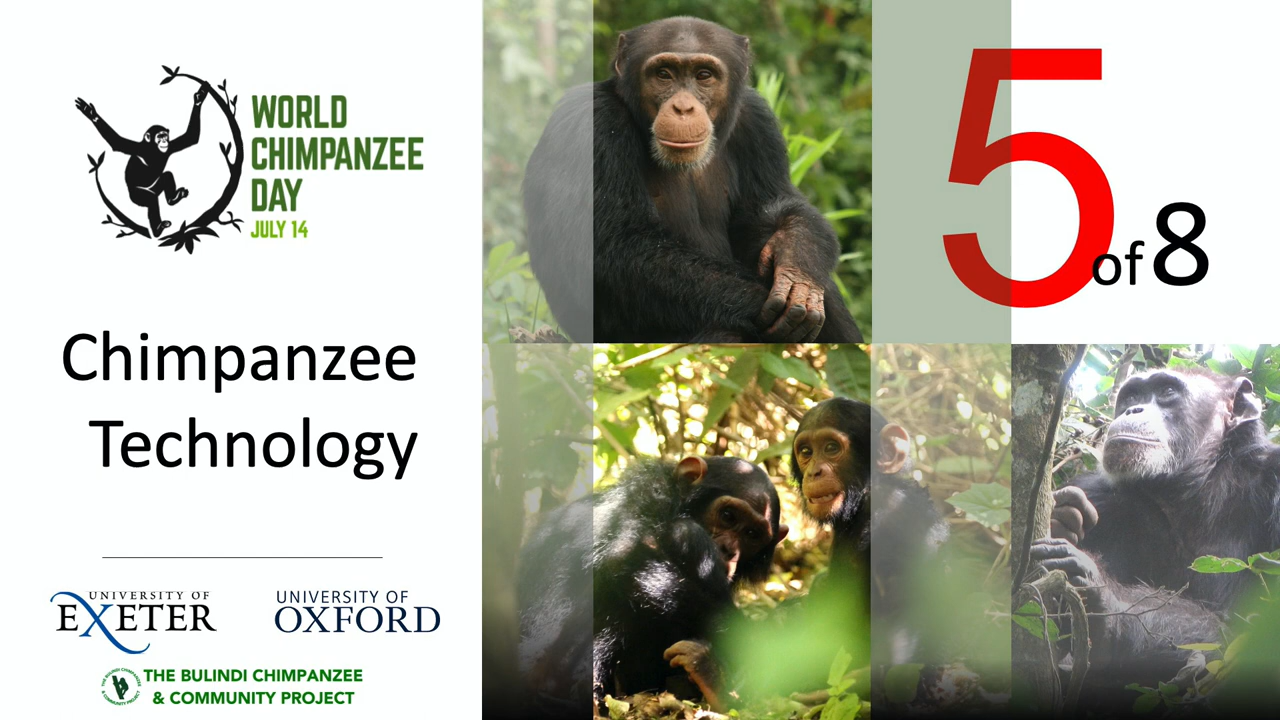 WORLD
CHIMPANZEE
DAY
JULY 14
5 of 8
Chimpanzee
Technology
UNIVERSITY OF
EXETER
UNIVERSITY OF
OXFORD
THE BULINDI CHIMPANZEE
& COMMUNITY PROJECT